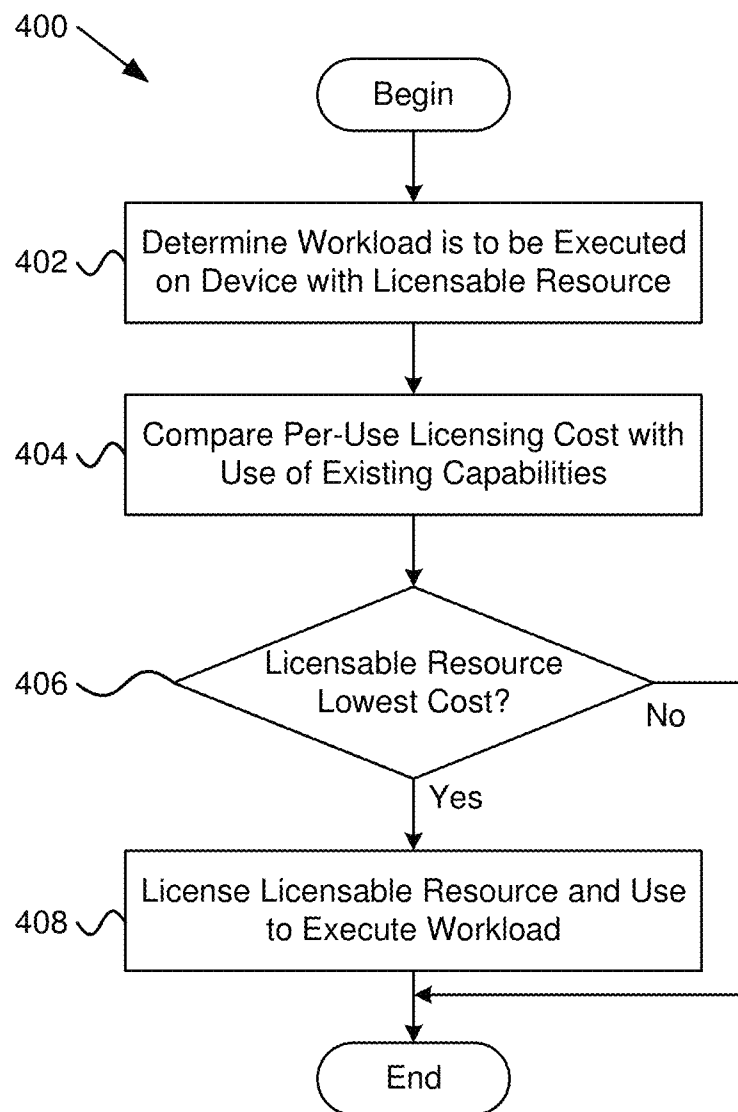 400
Begin
402
Determine Workload is to be Executed
on Device with Licensable Resource
404
Compare Per-Use Licensing Cost with
Use of Existing Capabilities
406
Licensable Resource
Lowest Cost?
No
Yes
408
License Licensable Resource and Use
to Execute Workload
End